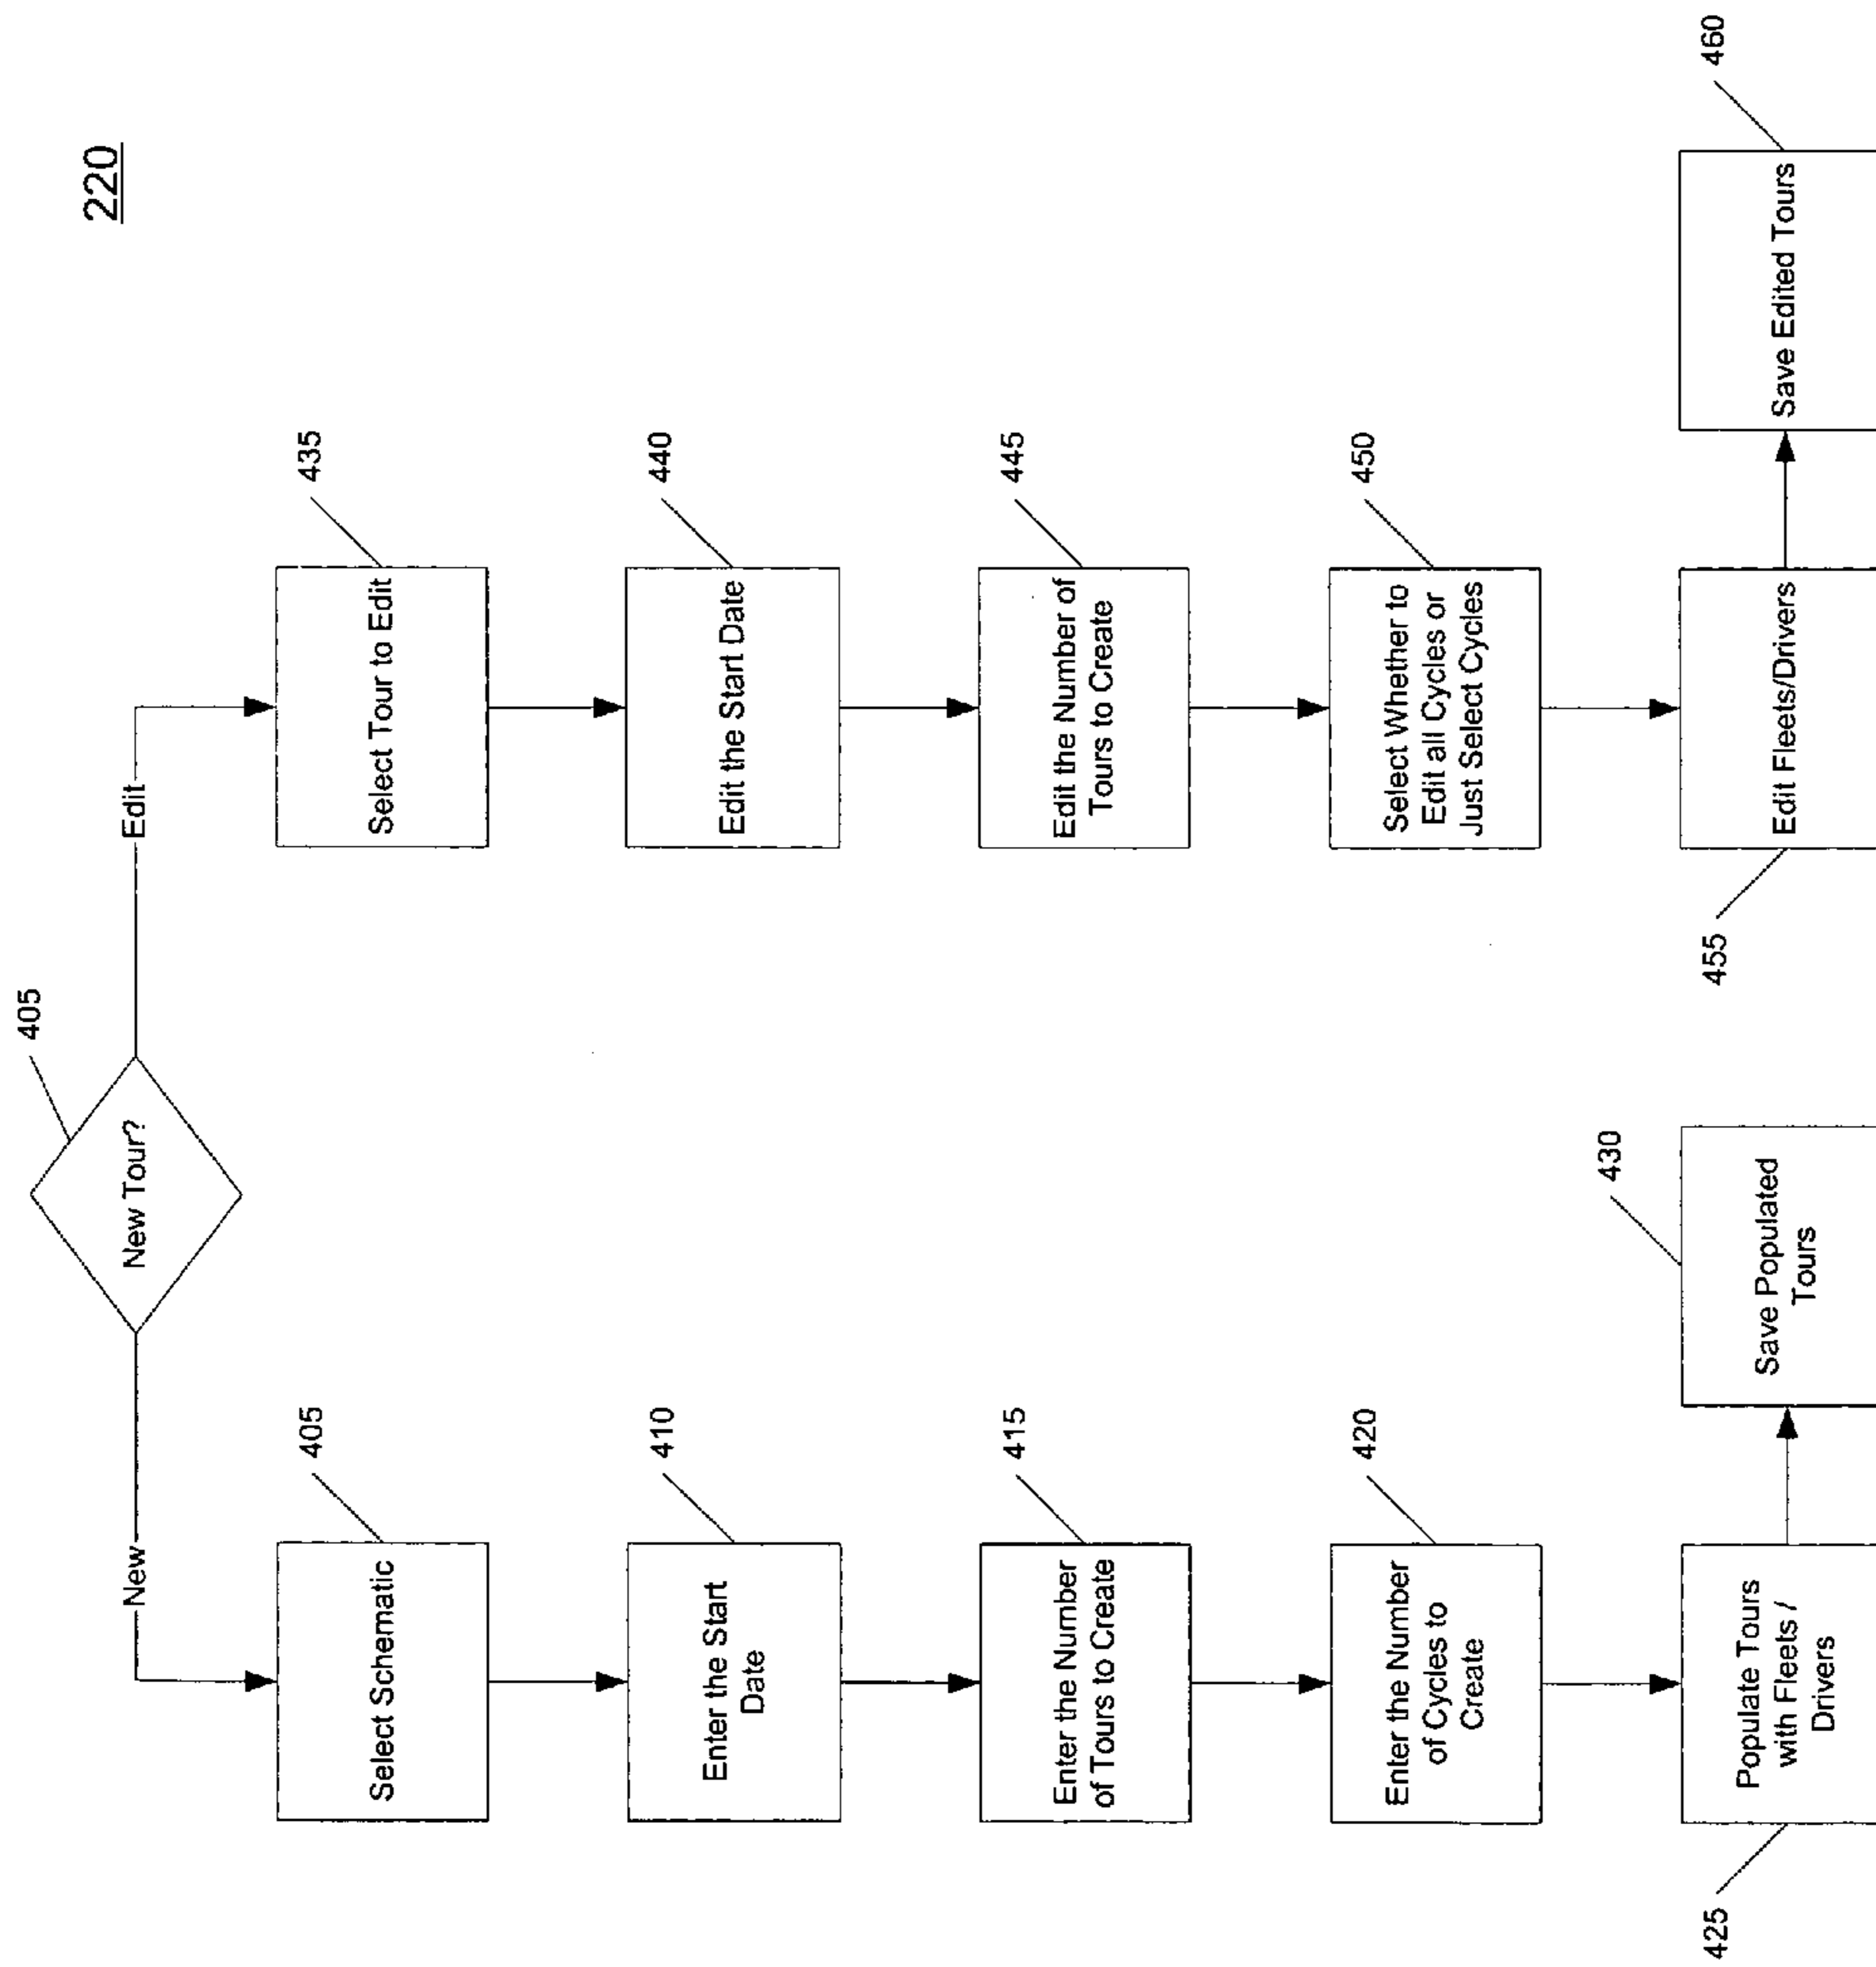 220
405
New Tour?
New
Edit
405
Select Schematic
410
Enter the Start
Date
415
Enter the Number
of Tours to Create
420
Enter the Number
of Cycles to
Create
425
Populate Tours
with Fleets /
Drivers
430
Save Populated
Tours
435
Select Tour to Edit
440
Edit the Start Date
445
Edit the Number of
Tours to Create
450
Select Whether to
Edit all Cycles or
Just Select Cycles
455
Edit Fleets/Drivers
460
Save Edited Tours